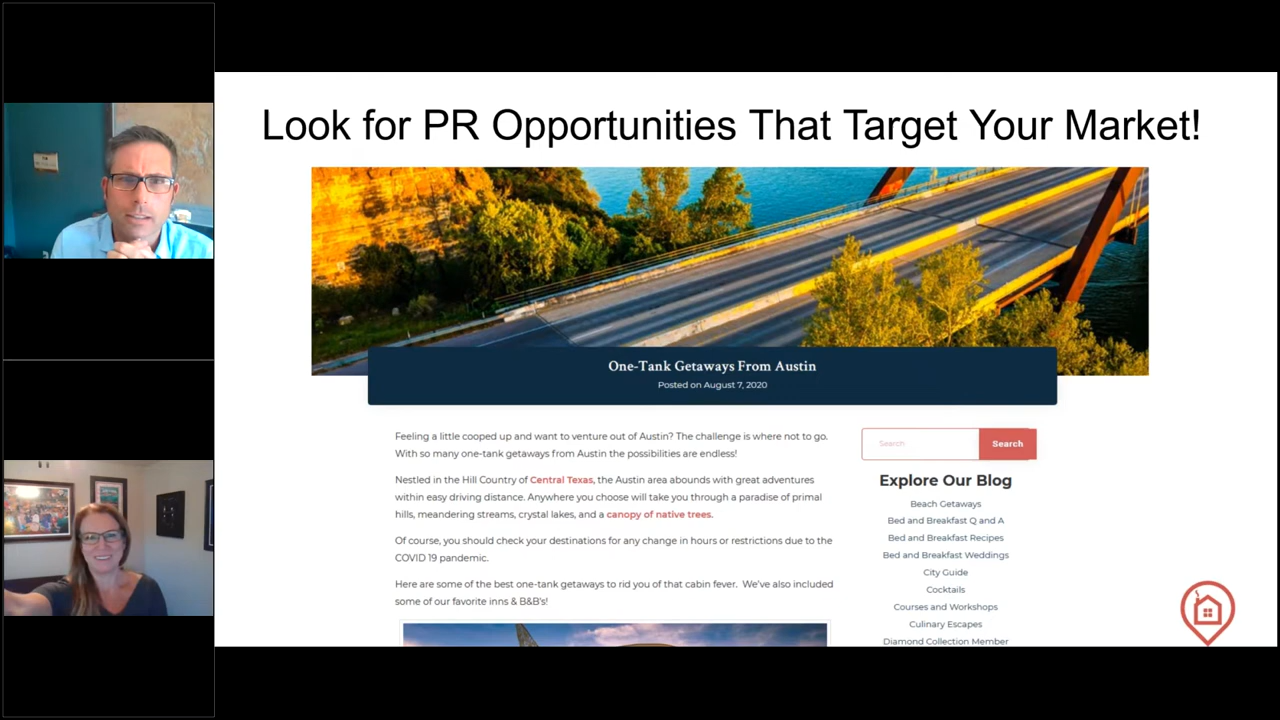 Look for PR Opportunities That Target Your Market!
One-Tank Getaways From Austin
Posted on August 7, 2020
Feeling a little cooped up and want to venture out of Austin? The challenge is where not to go.
With so many one-tank getaways from Austin the possibilities are endless!
Nestled in the Hill Country of Central Texas, the Austin area abounds with great adventures
within easy driving distance. Anywhere you choose will take you through a paradise of primal
hills, meandering streams, crystal lakes, and a canopy of native trees.
Of course, you should check your destinations for any change in hours or restrictions due to the
COVID 19 pandemic.
Here are some of the best one-tank getaways to rid you of that cabin fever. We've also included
some of our favorite inns & B&B's!
Search
Search
Explore Our Blog
Beach Getaways
Bed and Breakfast Q and A
Bed and Breakfast Recipes
Bed and Breakfast Weddings
City Guide
Cocktails
Courses and Workshops
Culinary Escapes
Diamond Collection Member